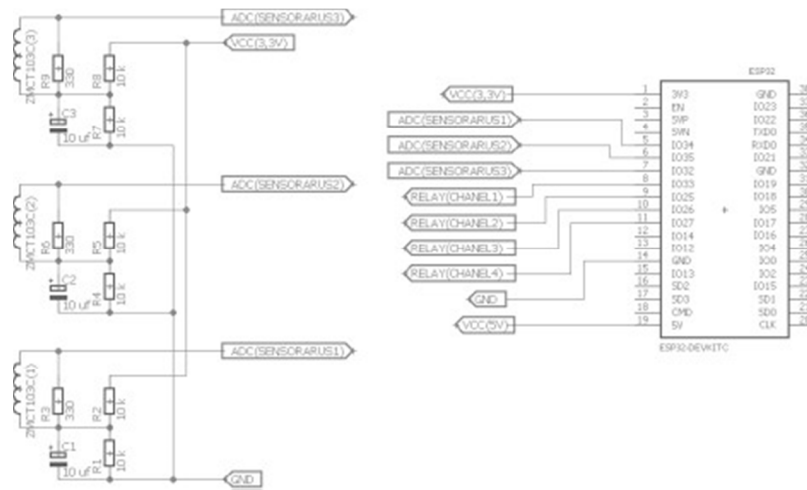 ADC(SENSORARUS3)
VCC(3,3V)
ZMCT103C(3)
R9
330
R8
10k
C3
10 uf
R7
10k
ADC(SENSORARUS2)
ZMCT103C(2)
R6
330
R5
10k
C2
10 uf
R4
10k
ADC(SENSORARUS1)
ZMCT103C(1)
R3
330
R2
10k
C1
10 uf
R1
10k
GND
ESP32
VCC(3,3V)
ADC(SENSORARUS1)
ADC(SENSORARUS2)
ADC(SENSORARUS3)
RELAY(CHANEL1)
RELAY(CHANEL2)
RELAY(CHANEL3)
RELAY(CHANEL4)
GND
VCC(5V)
1 3V3 GND
2 EN IO23
3 SVP IO22
4 SVN TXD0
5 IO34 RXD0
6 IO35 IO21
7 IO32 GND
8 IO33 IO19
9 IO25 IO18
10 IO26 IO5
11 IO27 IO17
12 IO14 IO16
13 IO12 IO4
14 GND IO0
15 IO13 IO2
16 SD2 IO15
17 SD3 SD1
18 CMD SD0
19 5V CLK
ESP32-DEVKITC